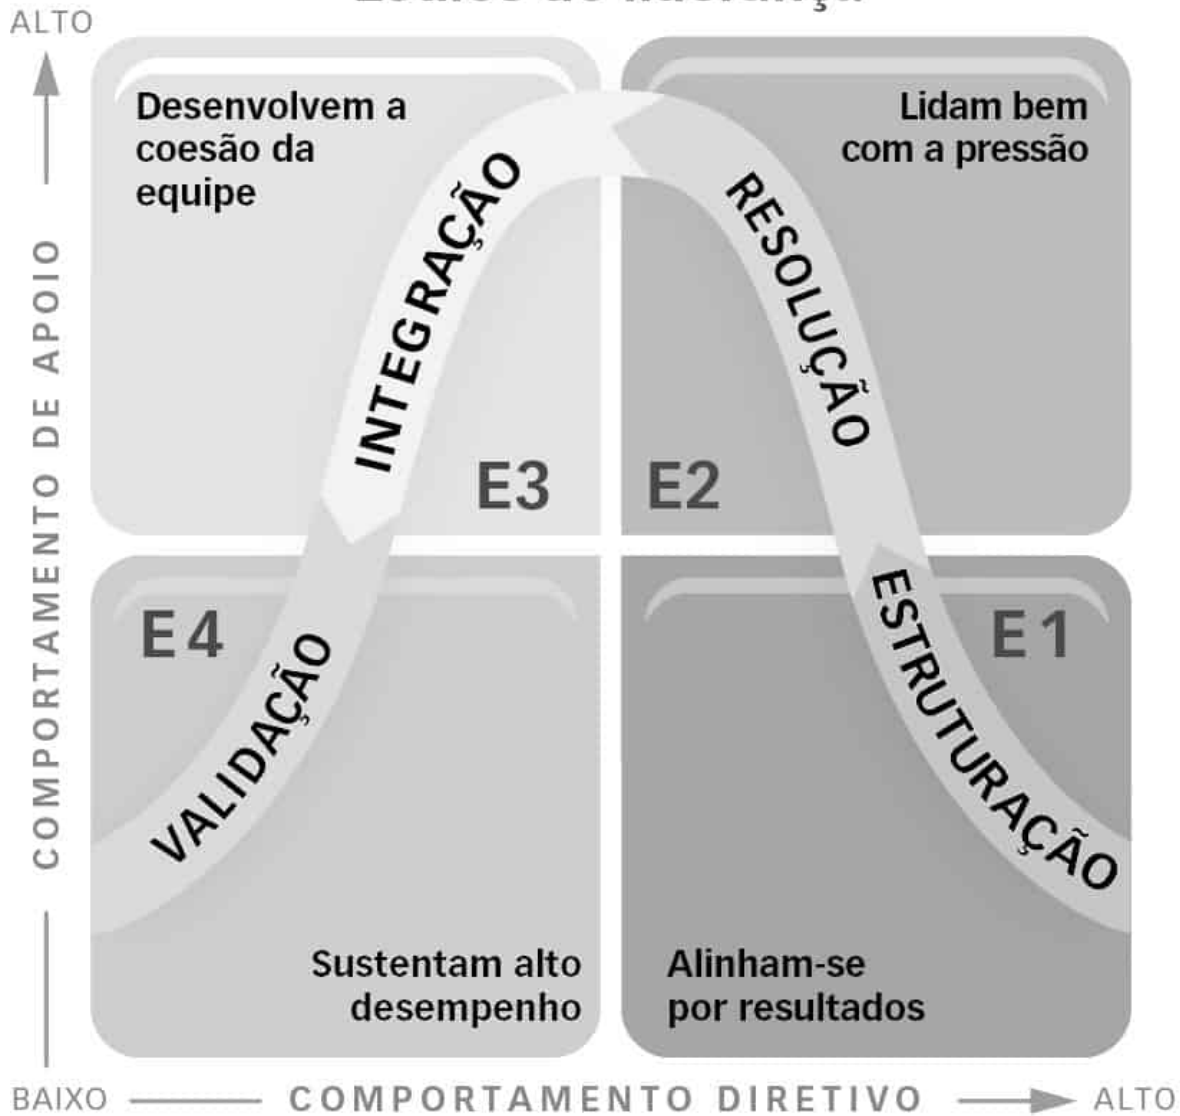 ALTO
Desenvolvem a
coesão da
equipe
Lidam bem
com a pressão
INTEGRAÇÃO
RESOLUÇÃO
COMPORTAMENTO DE APOIO
E3
E2
E4
E1
VALIDAÇÃO
ESTRUTURAÇÃO
Sustentam alto
desempenho
Alinham-se
por resultados
BAIXO
COMPORTAMENTO DIRETIVO
ALTO